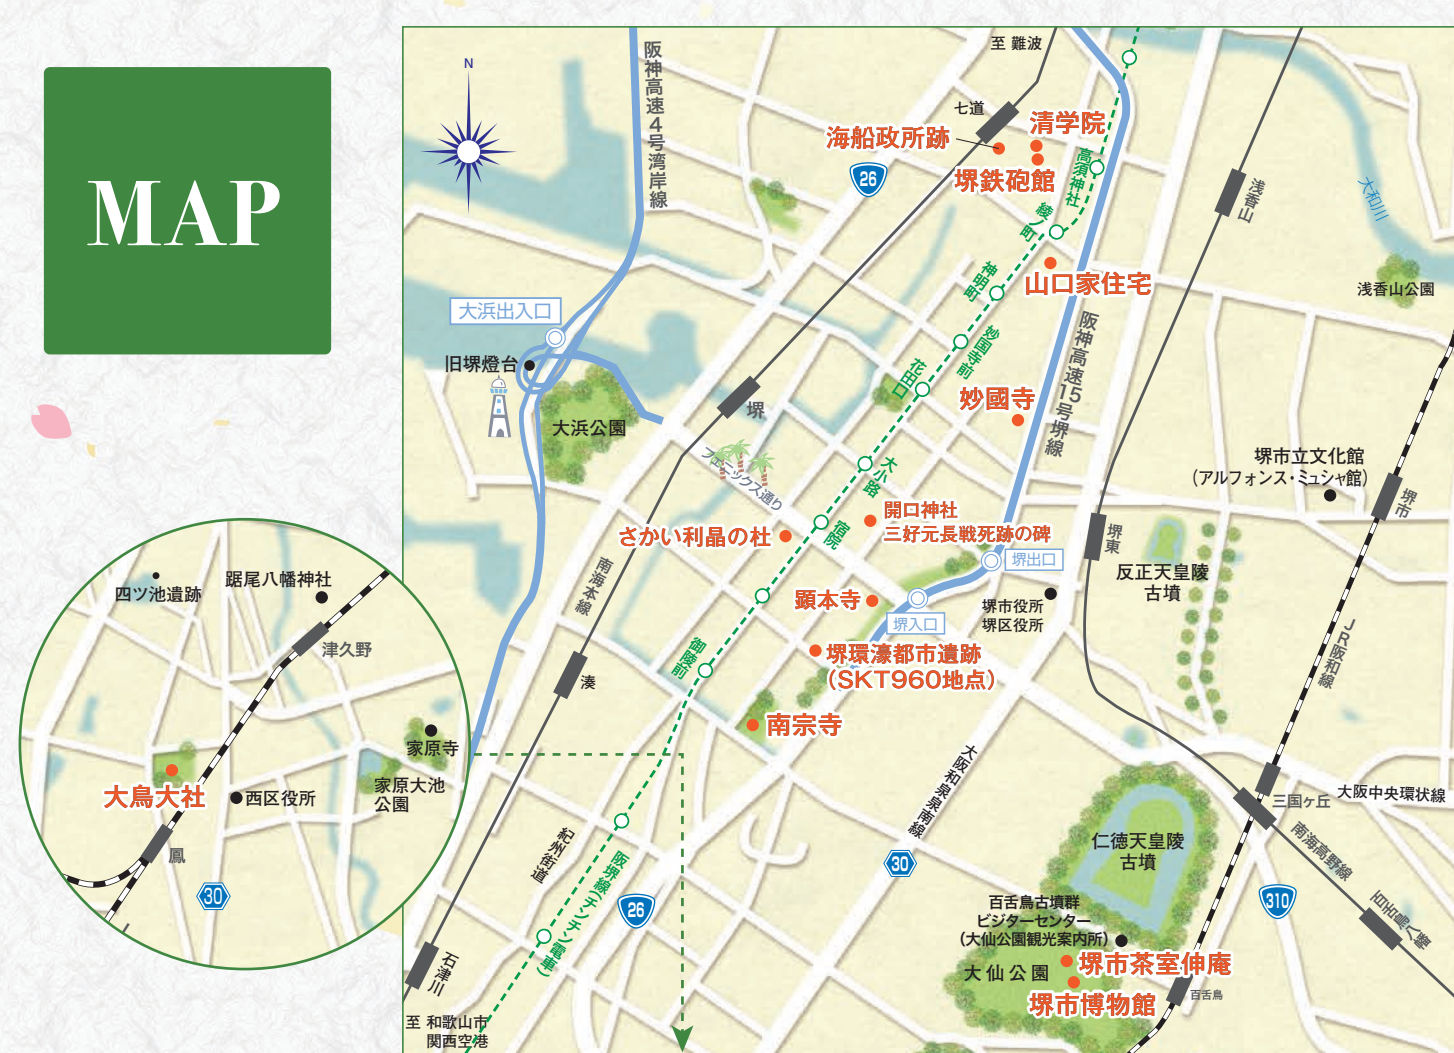 MAP
N
阪神高速4号湾岸線
至 難波
七道
清学院
海船政所跡
26
堺鉄砲館
高須神社
綾ノ町
浅香山
大和川
神明町
山口家住宅
浅香山公園
大浜出入口
阪神高速15号堺線
妙国寺前
旧堺燈台
花田口
妙國寺
堺
大浜公園
フェニックス通り
大小路
堺市立文化館
(アルフォンス・ミュシャ館)
堺市
開口神社
三好元長戦死跡の碑
さかい利晶の杜
宿院
堺東
堺出口
南海本線
反正天皇陵
古墳
顕本寺
堺入口
堺市役所
堺区役所
JR阪和線
御陵前
堺環濠都市遺跡
(SKT960地点)
湊
南宗寺
大阪和泉泉南線
三国ヶ丘
大阪中央環状線
南海高野線
紀州街道
阪堺線(チンチン電車)
30
仁徳天皇陵
古墳
26
310
百舌鳥八幡
百舌鳥古墳群
ビジターセンター
(大仙公園観光案内所)
大仙公園
堺市茶室伸庵
堺市博物館
百舌鳥
石津川
至 和歌山市
関西空港
四ツ池遺跡
踞尾八幡神社
津久野
家原寺
家原大池
公園
大鳥大社
西区役所
鳳
30